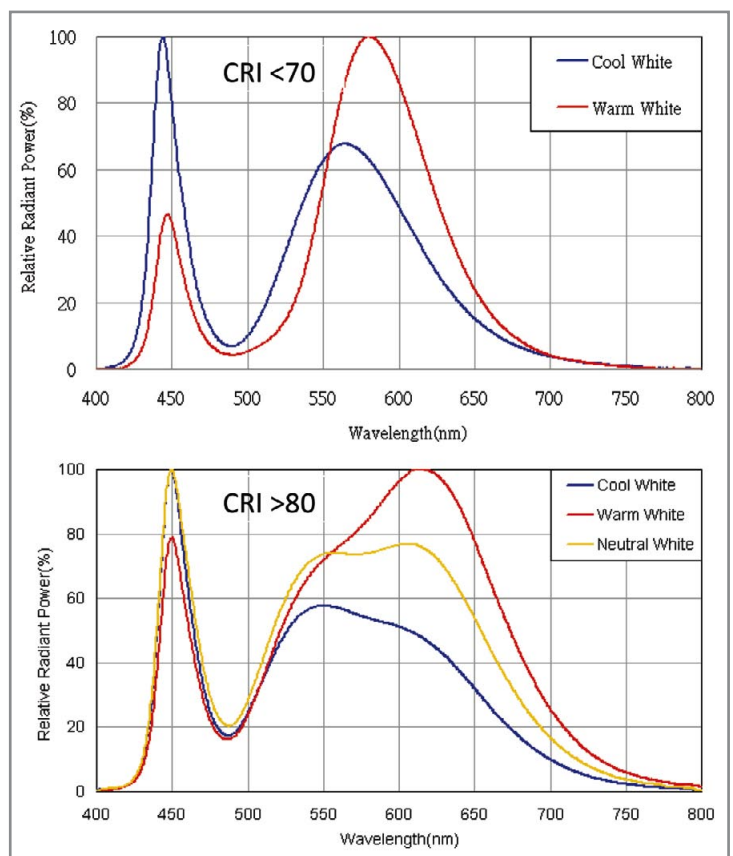 CRI <70
Cool White
Warm White
Relative Radiant Power(%)
100
80
60
40
20
0
400 450 500 550 600 650 700 750 800
Wavelength(nm)
CRI >80
Cool White
Warm White
Neutral White
Relative Radiant Power(%)
100
80
60
40
20
0
400 450 500 550 600 650 700 750 800
Wavelength(nm)